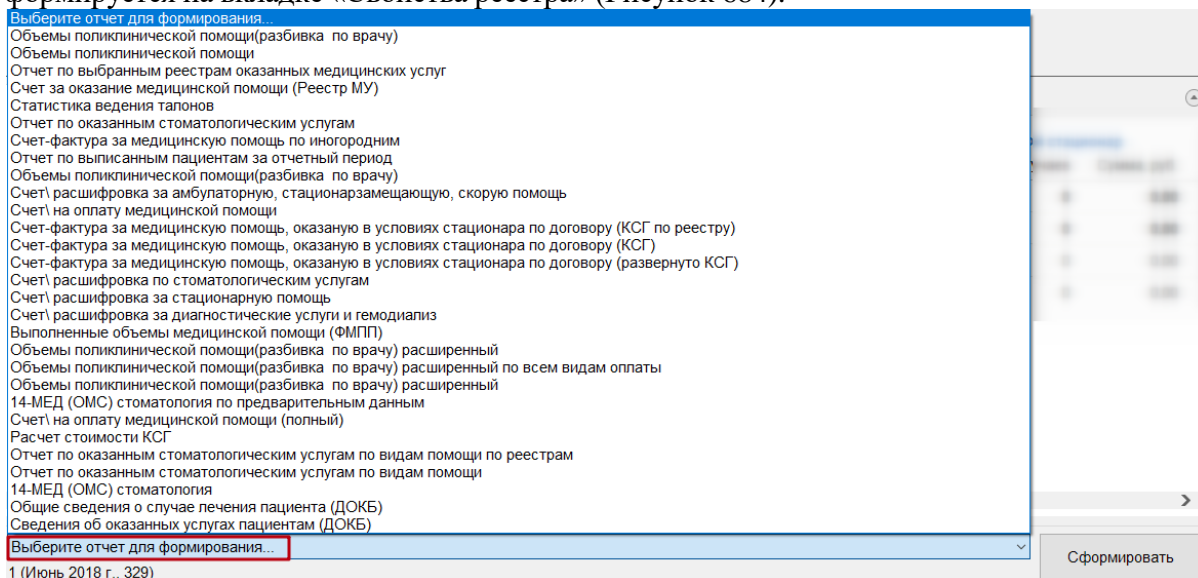 формируется на вкладке «Свойства реестра» (Рисунок 684).
Выберите отчет для формирования...
Объемы поликлинической помощи(разбивка  по врачу)
Объемы поликлинической помощи
Отчет по выбранным реестрам оказанных медицинских услуг
Счет за оказание медицинской помощи (Реестр МУ)
Статистика ведения талонов
Отчет по оказанным стоматологическим услугам
Счет-фактура за медицинскую помощь по иногородним
Отчет по выписанным пациентам за отчетный период
Объемы поликлинической помощи(разбивка  по врачу)
Счет\ расшифровка за амбулаторную, стационарзамещающую, скорую помощь
Счет\ на оплату медицинской помощи
Счет-фактура за медицинскую помощь, оказаную в условиях стационара по договору (КСГ по реестру)
Счет-фактура за медицинскую помощь, оказаную в условиях стационара по договору (КСГ)
Счет-фактура за медицинскую помощь, оказаную в условиях стационара по договору (развернуто КСГ)
Счет\ расшифровка по стоматологическим услугам
Счет\ расшифровка за стационарную помощь
Счет\ расшифровка за диагностические услуги и гемодиализ
Выполненные объемы медицинской помощи (ФМПП)
Объемы поликлинической помощи(разбивка  по врачу) расширенный
Объемы поликлинической помощи(разбивка  по врачу) расширенный по всем видам оплаты
Объемы поликлинической помощи(разбивка  по врачу) расширенный
14-МЕД (ОМС) стоматология по предварительным данным
Счет\ на оплату медицинской помощи (полный)
Расчет стоимости КСГ
Отчет по оказанным стоматологическим услугам по видам помощи по реестрам
Отчет по оказанным стоматологическим услугам по видам помощи
14-МЕД (ОМС) стоматология
Общие сведения о случае лечения пациента (ДОКБ)
Сведения об оказанных услугах пациентам (ДОКБ)
Выберите отчет для формирования...
Сформировать
1 (Июнь 2018 г., 329)